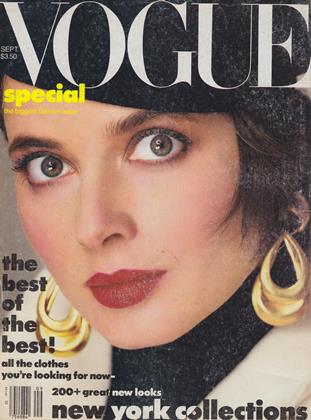 VOGUE
SEPT
$3.50
special
the biggest fashion issue!
the
best
of
the
best!
all the clothes
you're looking for now–
200+ great new looks
new york collections